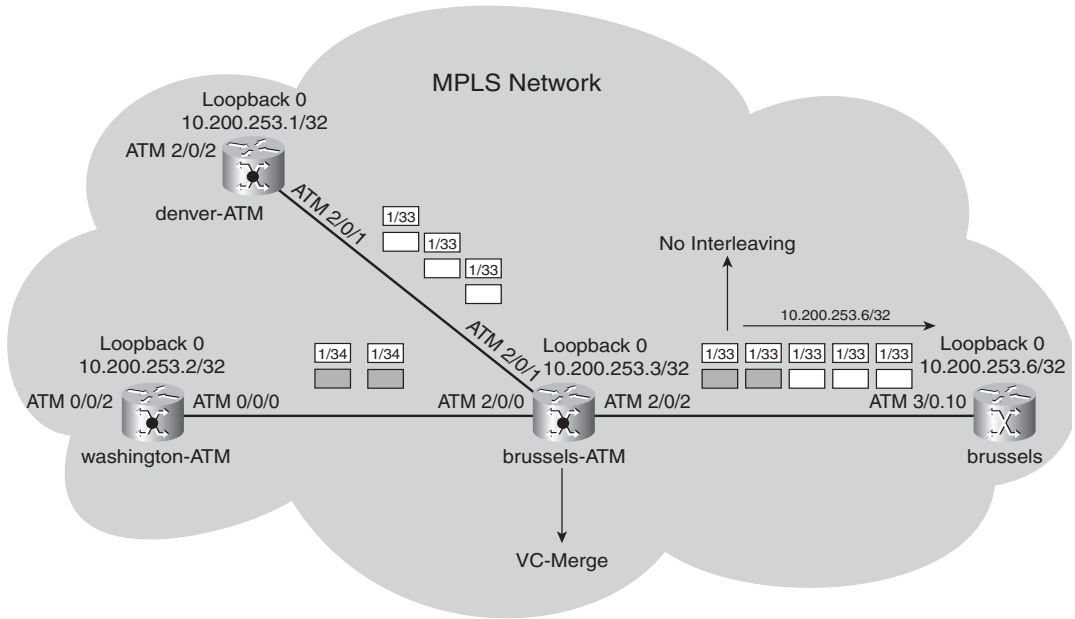 MPLS Network
Loopback 0
10.200.253.1/32
ATM 2/0/2
denver-ATM
ATM 2/0/1
1/33
1/33
1/33
No Interleaving
10.200.253.6/32
Loopback 0
10.200.253.2/32
1/34 1/34
ATM 2/0/1
Loopback 0
10.200.253.3/32
1/33 1/33 1/33 1/33 1/33
Loopback 0
10.200.253.6/32
ATM 0/0/2
ATM 0/0/0
ATM 2/0/0
ATM 2/0/2
ATM 3/0.10
washington-ATM
brussels-ATM
brussels
VC-Merge